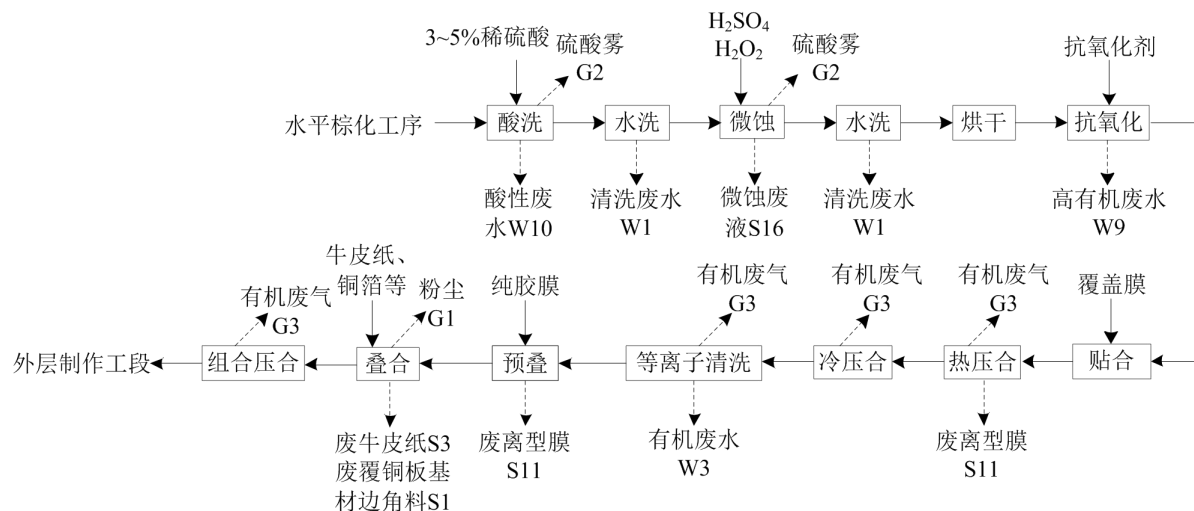 H₂SO₄
H₂O₂
3~5%稀硫酸
硫酸雾
G2
硫酸雾
G2
抗氧化剂
水平棕化工序
酸洗
水洗
微蚀
水洗
烘干
抗氧化
酸性废
水W10
清洗废水
W1
微蚀废
液S16
清洗废水
W1
高有机废水
W9
牛皮纸、
铜箔等
有机废气
G3
粉尘
G1
纯胶膜
有机废气
G3
有机废气
G3
有机废气
G3
覆盖膜
外层制作工段
组合压合
叠合
预叠
等离子清洗
冷压合
热压合
贴合
废牛皮纸S3
废覆铜板基
材边角料S1
废离型膜
S11
有机废水
W3
废离型膜
S11